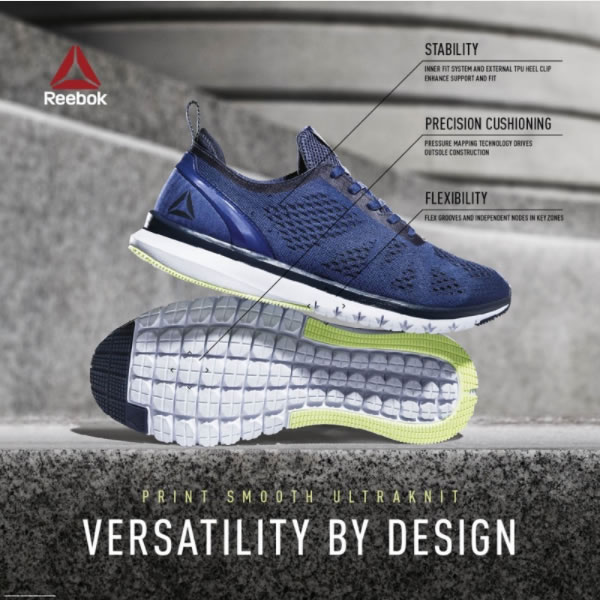 Reebok
STABILITY
INNER FIT SYSTEM AND EXTERNAL TPU HEEL CLIP
ENHANCE SUPPORT AND FIT
PRECISION CUSHIONING
PRESSURE MAPPING TECHNOLOGY DRIVES
OUTSOLE CONSTRUCTION
FLEXIBILITY
FLEX GROOVES AND INDEPENDENT NODES IN KEY ZONES
PRINT SMOOTH ULTRAKNIT
VERSATILITY BY DESIGN